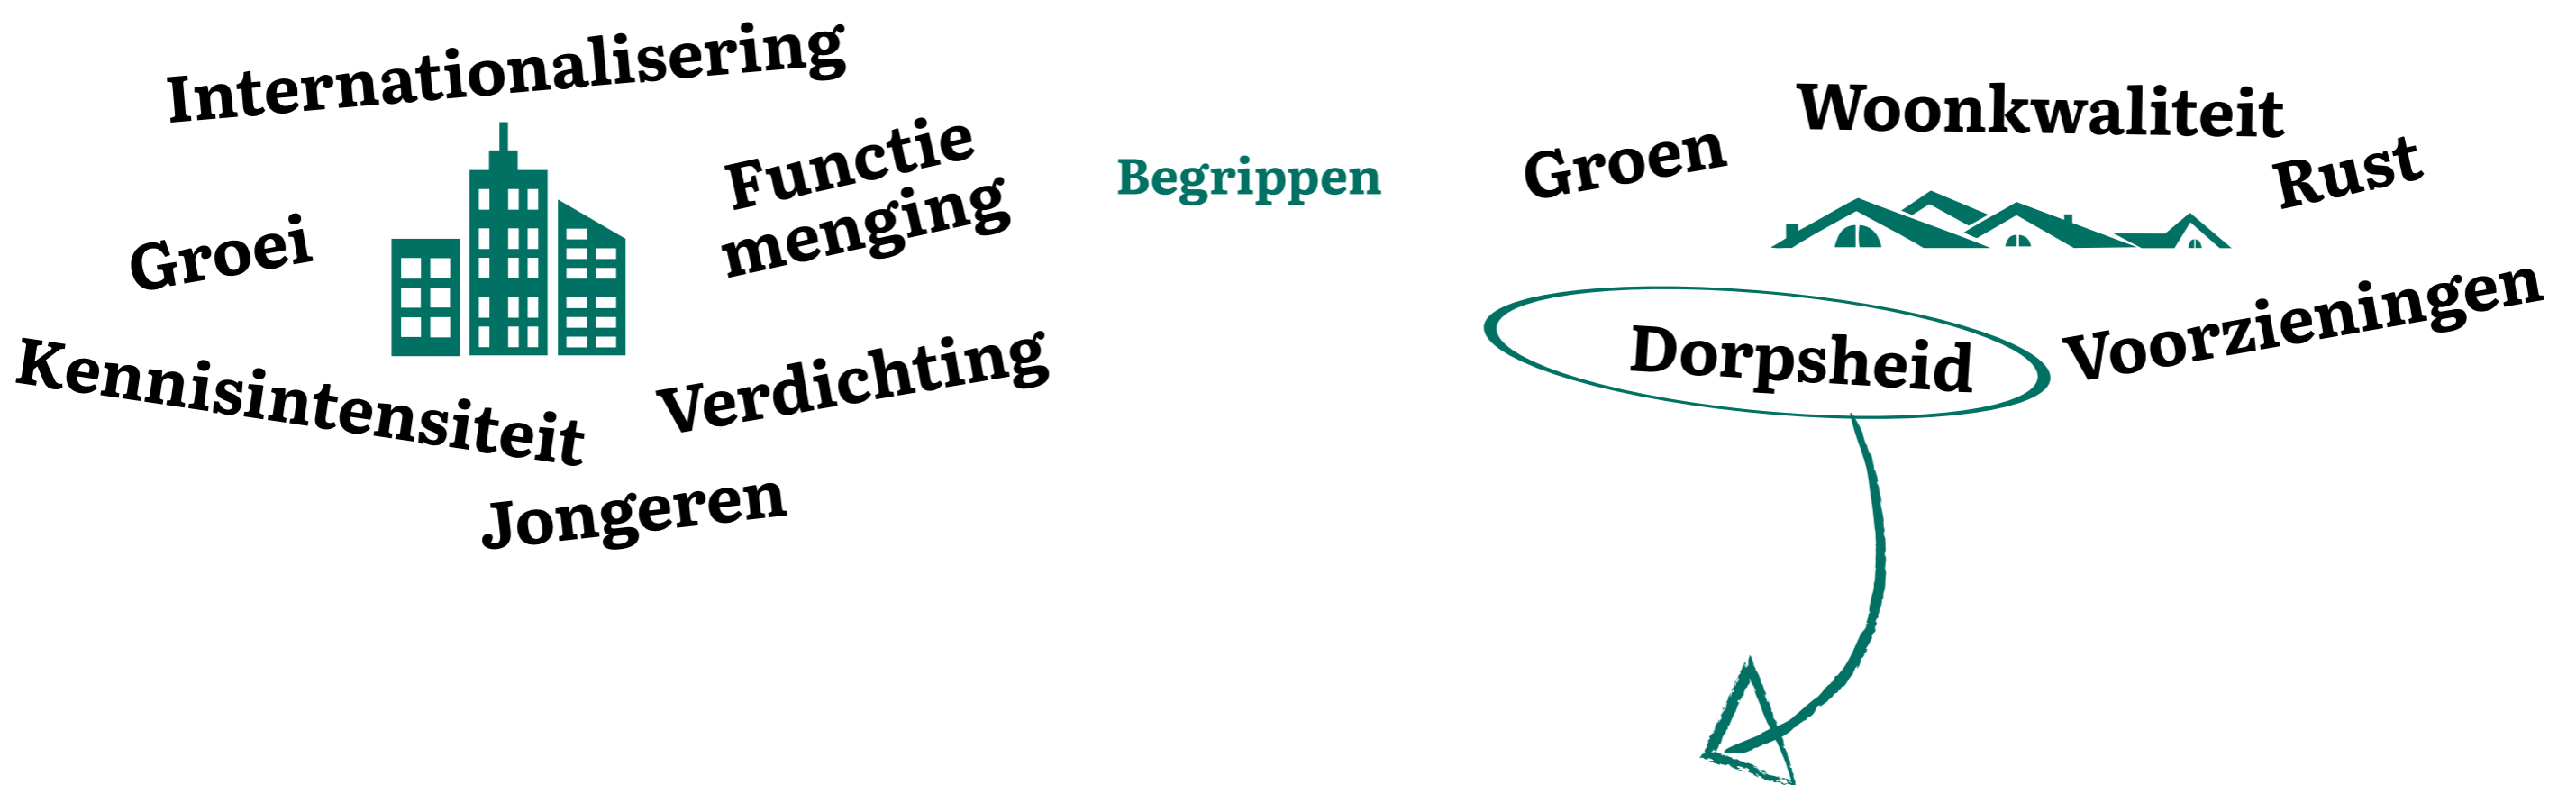 Internationalisering
Functie
menging
Groei
Kennisintensiteit
Verdichting
Jongeren
Begrippen
Woonkwaliteit
Groen
Rust
Dorpsheid
Voorzieningen